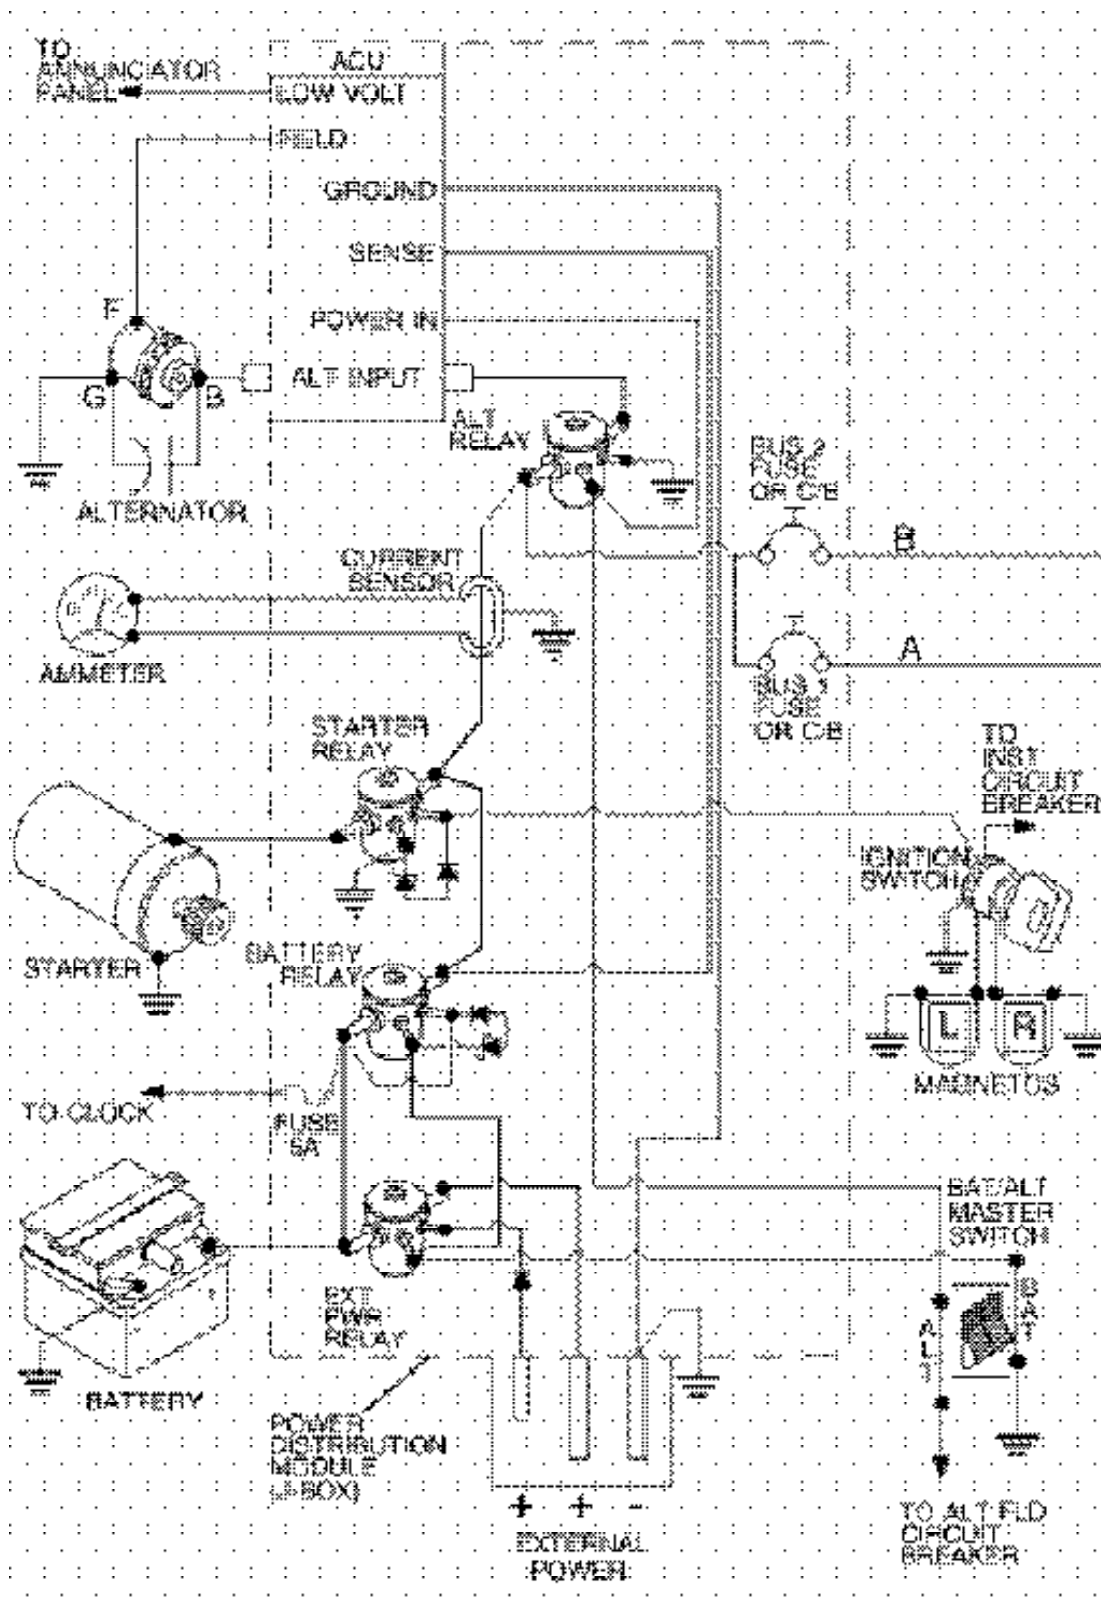 TO
ANNUNCIATOR
PANEL
ACU
LOW VOLT
FIELD
GROUND
SENSE
POWER IN
F
G
B
ALT INPUT
ALT
RELAY
ALTERNATOR
BUS 2
FUSE
OR C/B
B
CURRENT
SENSOR
AMMETER
A
BUS 1
FUSE
OR C/B
STARTER
RELAY
TO
INST
CIRCUIT
BREAKER
IGNITION
SWITCH
STARTER
BATTERY
RELAY
L
R
MAGNETOS
TO CLOCK
FUSE
5A
BAT/ALT
MASTER
SWITCH
EXT
PWR
RELAY
ALT
BAT
BATTERY
POWER
DISTRIBUTION
MODULE
(J-BOX)
+
+
-
EXTERNAL
POWER
TO ALT FLD
CIRCUIT
BREAKER